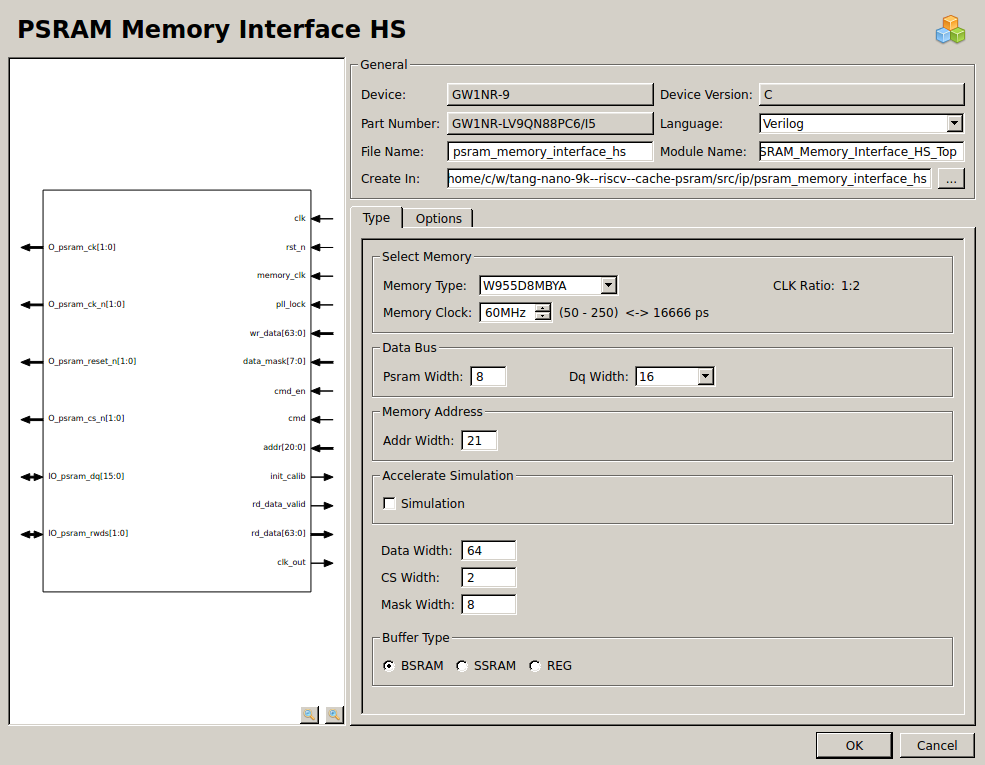 PSRAM Memory Interface HS
General
Device: GW1NR-9 Device Version: C
Part Number: GW1NR-LV9QN88PC6/I5 Language: Verilog
File Name: psram_memory_interface_hs Module Name: SRAM_Memory_Interface_HS_Top
Create In: home/c/w/tang-nano-9k--riscv--cache-psram/src/ip/psram_memory_interface_hs ...
clk
O_psram_ck[1:0] rst_n
memory_clk
O_psram_ck_n[1:0] pll_lock
wr_data[63:0]
O_psram_reset_n[1:0] data_mask[7:0]
cmd_en
O_psram_cs_n[1:0] cmd
addr[20:0]
IO_psram_dq[15:0] init_calib
rd_data_valid
IO_psram_rwds[1:0] rd_data[63:0]
clk_out
Type Options
Select Memory
Memory Type: W955D8MBYA CLK Ratio: 1:2
Memory Clock: 60MHz (50 - 250) <-> 16666 ps
Data Bus
Psram Width: 8 Dq Width: 16
Memory Address
Addr Width: 21
Accelerate Simulation
Simulation
Data Width: 64
CS Width: 2
Mask Width: 8
Buffer Type
BSRAM SSRAM REG
OK Cancel